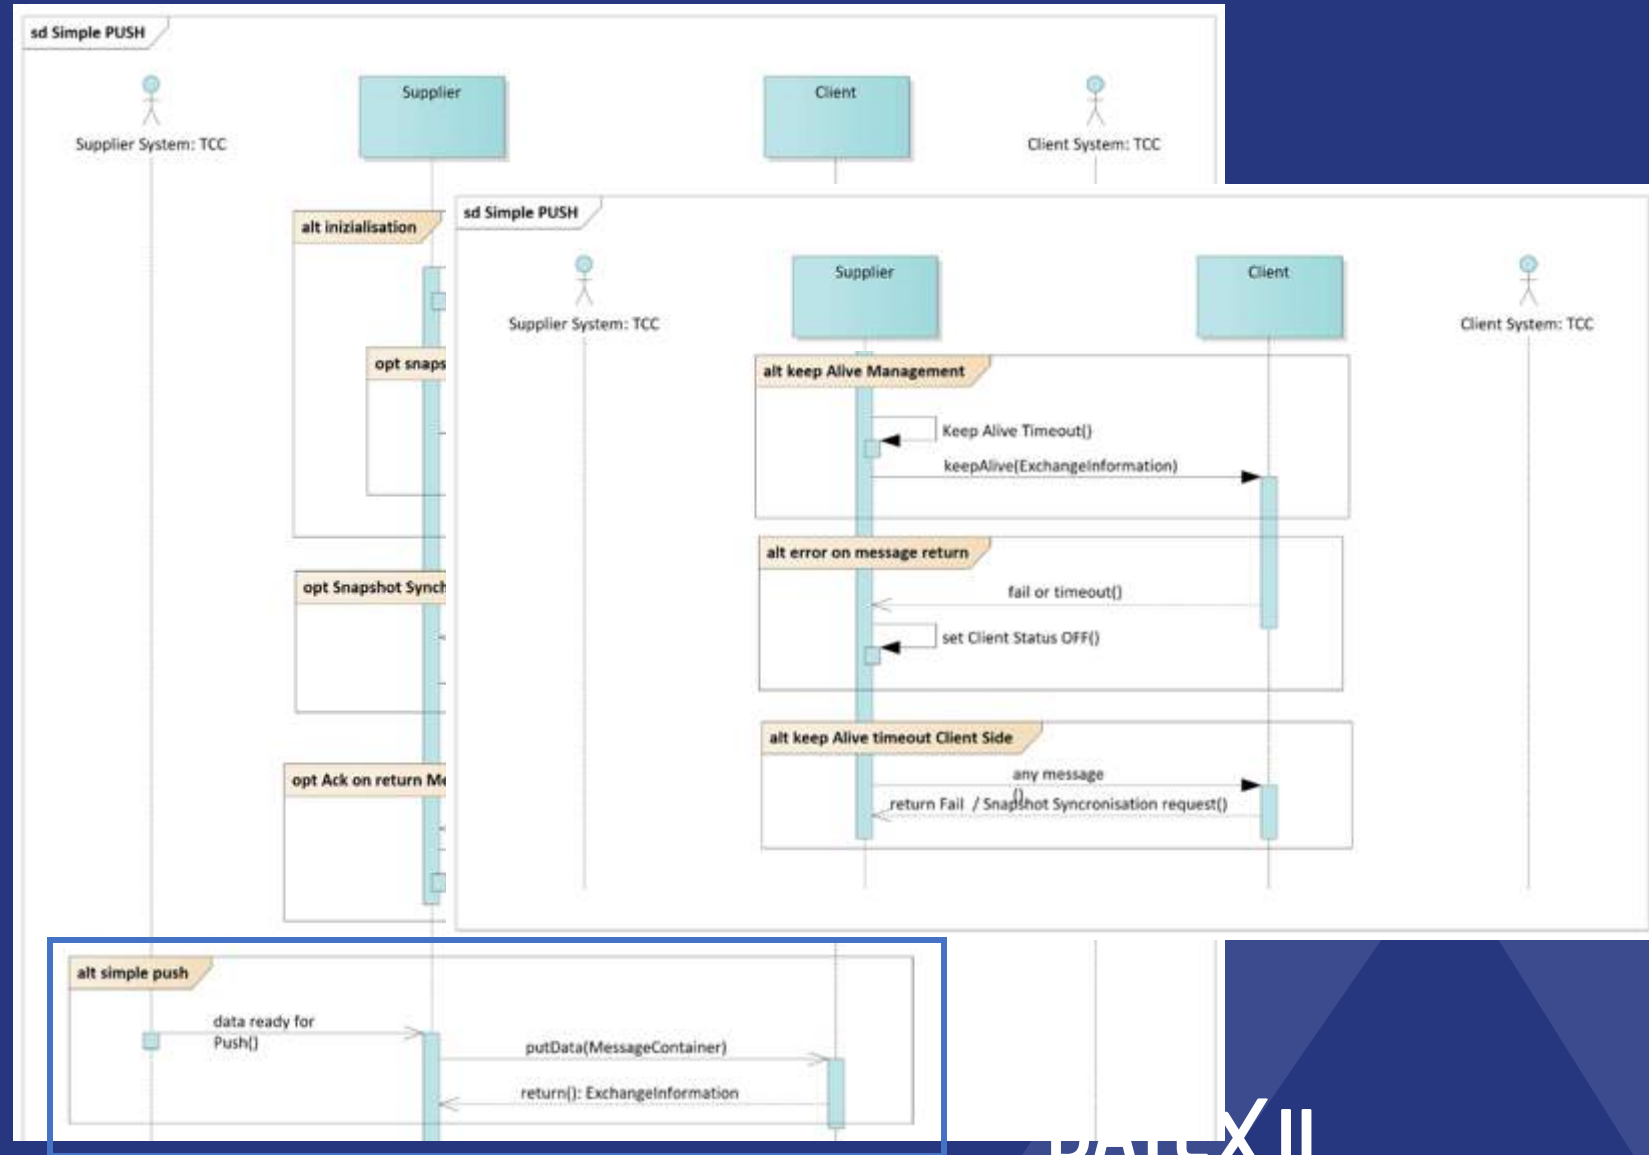 sd Simple PUSH
Supplier
Client
Supplier System: TCC
Client System: TCC
alt inizialisation
opt snaps
opt Snapshot Synch
opt Ack on return Me
sd Simple PUSH
Supplier
Client
Supplier System: TCC
Client System: TCC
alt keep Alive Management
Keep Alive Timeout()
keepAlive(ExchangeInformation)
alt error on message return
fail or timeout()
set Client Status OFF()
alt keep Alive timeout Client Side
any message
()
return Fail / Snapshot Syncronisation request()
alt simple push
data ready for
Push()
putData(MessageContainer)
return(): ExchangeInformation
DATEX II